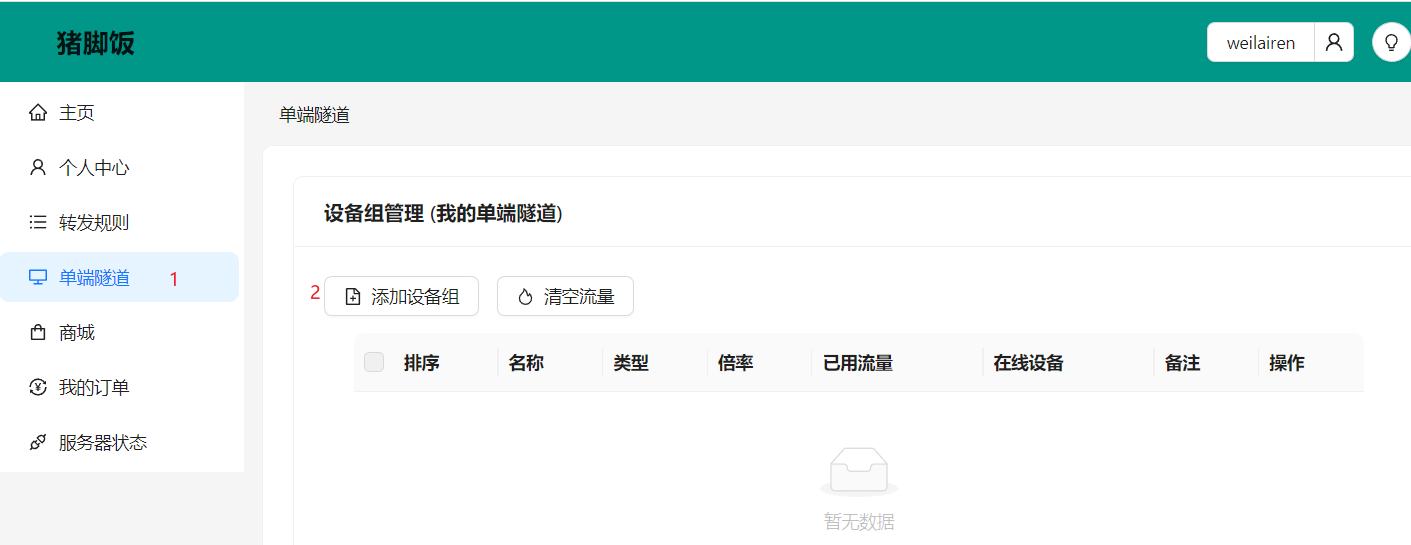 猪脚饭
weilairen
主页
个人中心
转发规则
单端隧道 1
商城
我的订单
服务器状态
单端隧道
设备组管理 (我的单端隧道)
2 添加设备组 清空流量
排序 名称 类型 倍率 已用流量 在线设备 备注 操作
暂无数据